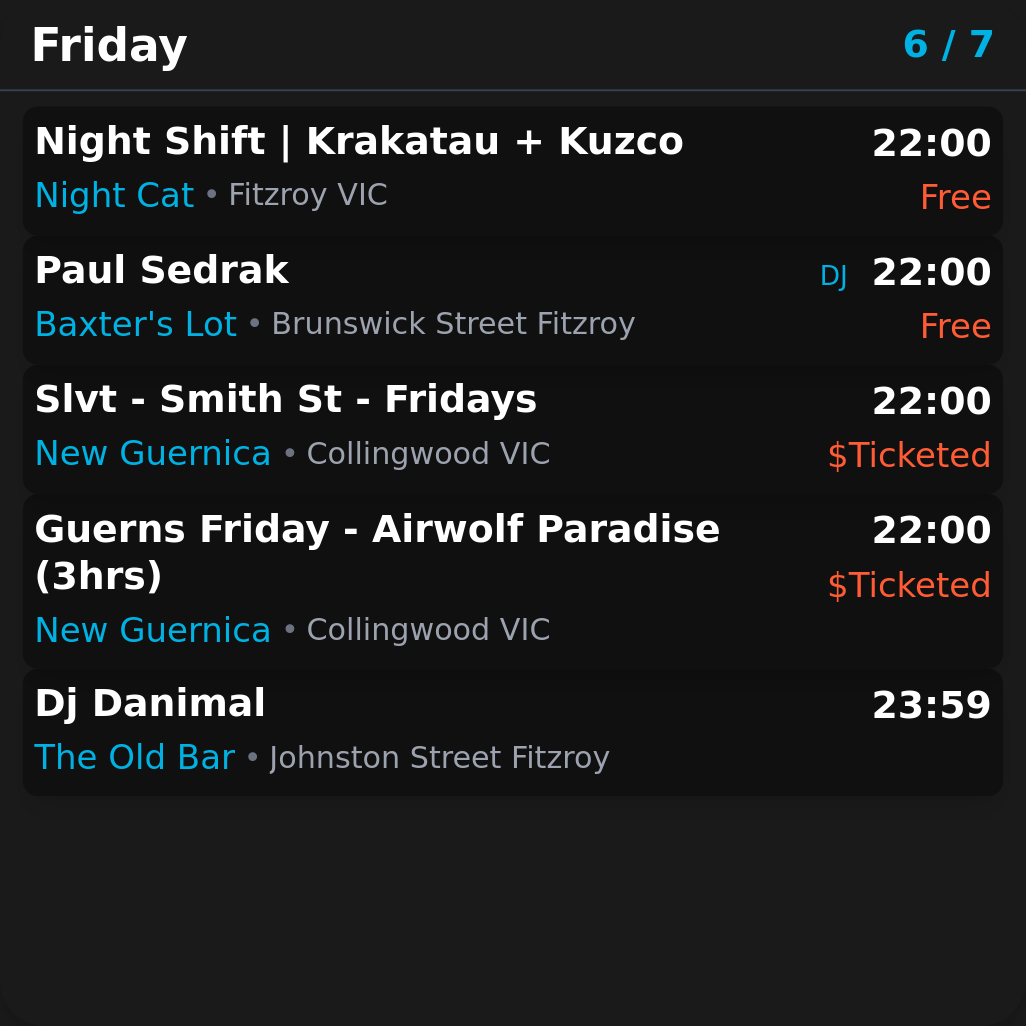 Friday 6 / 7
Night Shift | Krakatau + Kuzco 22:00
Night Cat • Fitzroy VIC Free
Paul Sedrak DJ 22:00
Baxter's Lot • Brunswick Street Fitzroy Free
Slvt - Smith St - Fridays 22:00
New Guernica • Collingwood VIC $Ticketed
Guerns Friday - Airwolf Paradise 22:00
(3hrs) $Ticketed
New Guernica • Collingwood VIC
Dj Danimal 23:59
The Old Bar • Johnston Street Fitzroy